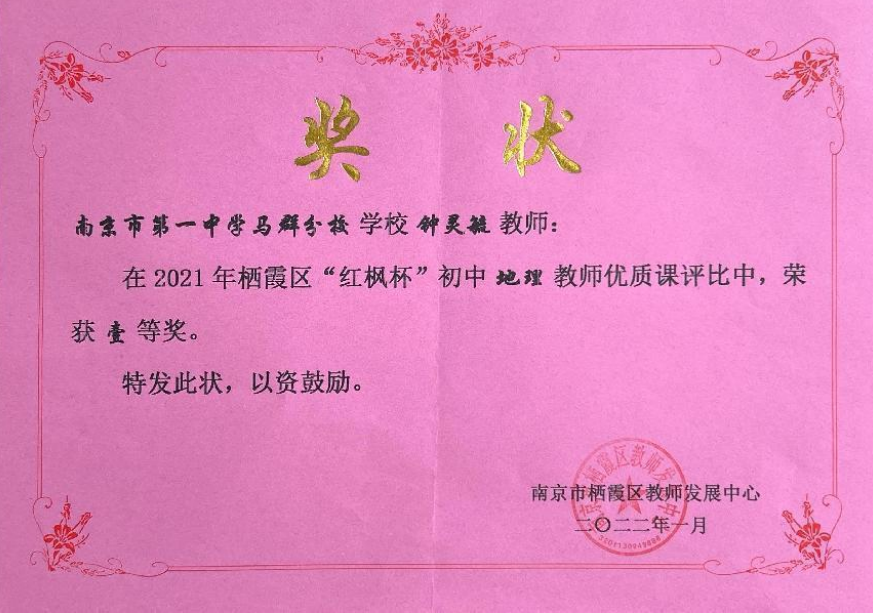 奖状
南京市第一中学马群分校 学校 钟灵毓 教师：
在 2021 年栖霞区“红枫杯”初中 地理 教师优质课评比中，荣
获 壹 等奖。
特发此状，以资鼓励。
南京市栖霞区教师发展中心
二〇二二年一月